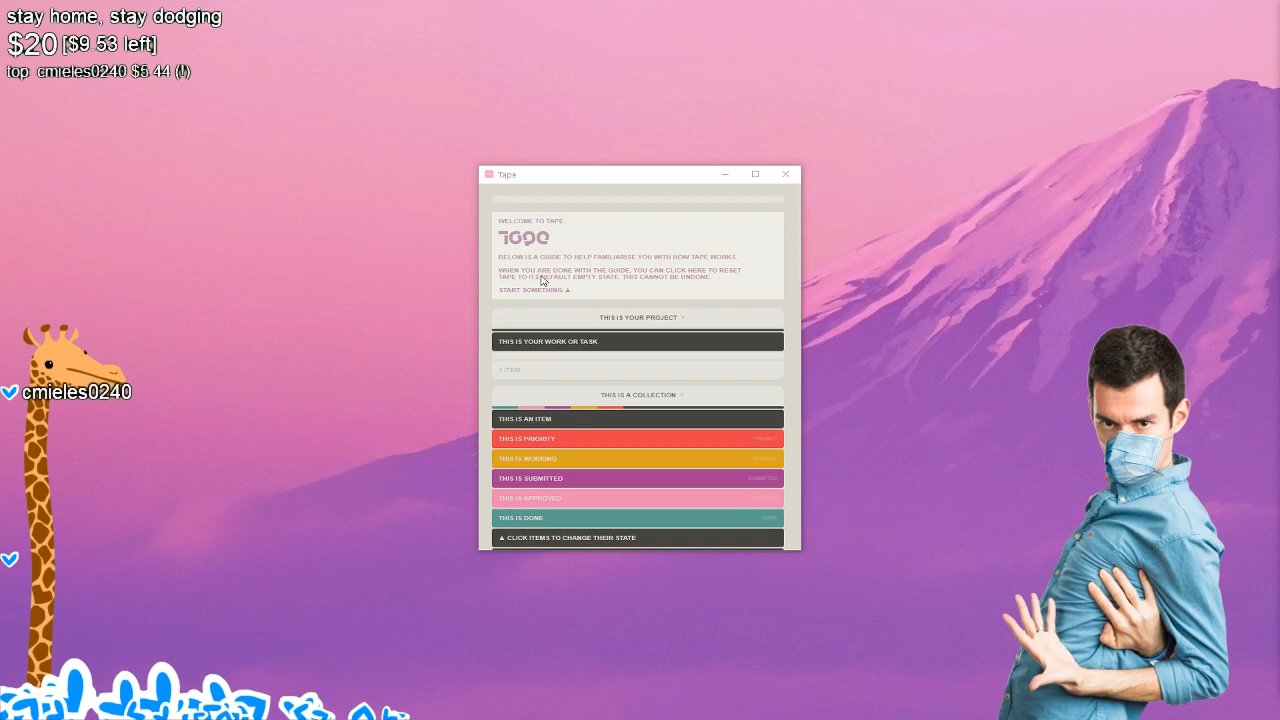 stay home, stay dodging
$20 [$9.53 left]
top cmieles0240 $5.44 (!)
Tape
WELCOME TO TAPE
Tape
BELOW IS A GUIDE TO HELP FAMILIARISE YOU WITH HOW TAPE WORKS.
WHEN YOU ARE DONE WITH THE GUIDE, YOU CAN CLICK HERE TO RESET
TAPE TO ITS DEFAULT EMPTY STATE. THIS CANNOT BE UNDONE.
START SOMETHING ▲
THIS IS YOUR PROJECT
THIS IS YOUR WORK OR TASK
1 ITEM
cmieles0240
THIS IS A COLLECTION
THIS IS AN ITEM
THIS IS PRIORITY PRIORITY
THIS IS WORKING WORKING
THIS IS SUBMITTED SUBMITTED
THIS IS APPROVED
THIS IS DONE DONE
▲ CLICK ITEMS TO CHANGE THEIR STATE